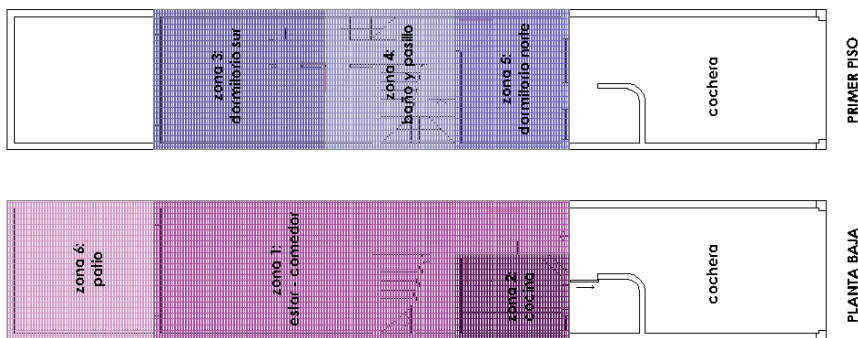 zona 3:
dormitorio sur
zona 4:
baño y pasillo
zona 5:
dormitorio norte
cochera
PRIMER PISO
zona 6:
patio
zona 1:
estar - comedor
zona 2:
cocina
cochera
PLANTA BAJA